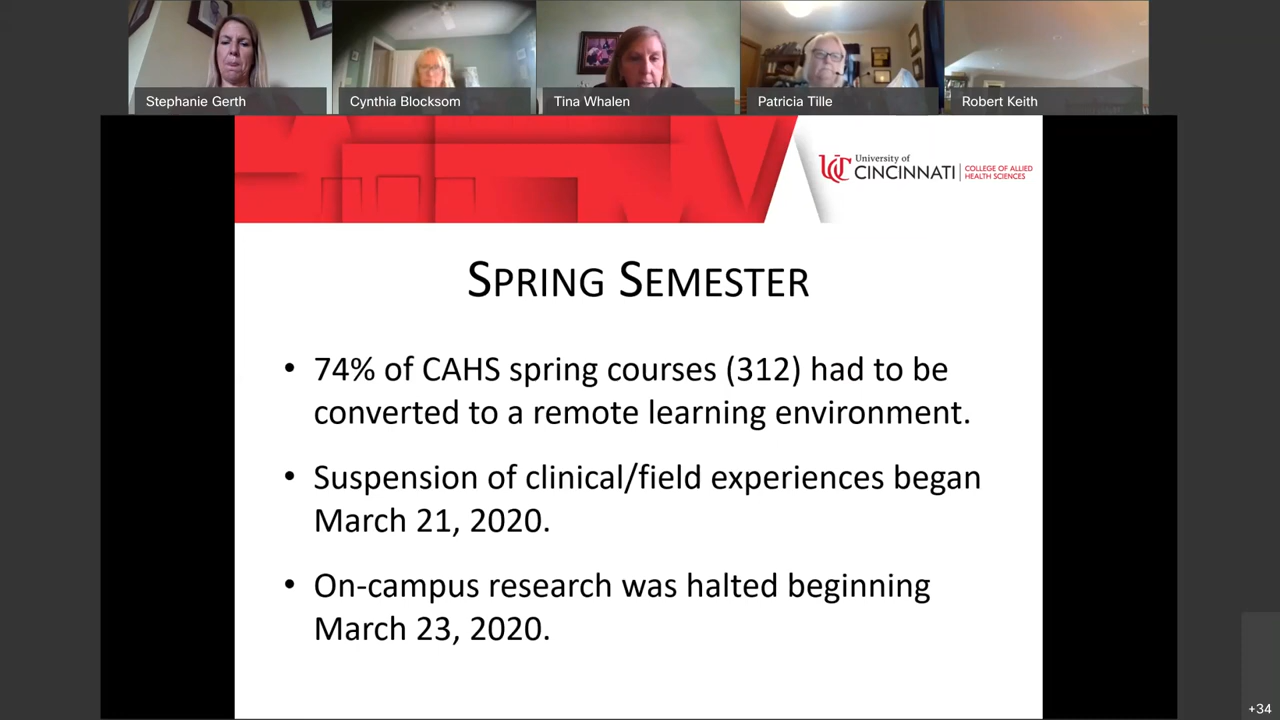 Stephanie Gerth
Cynthia Blocksom
Tina Whalen
Patricia Tille
Robert Keith
UC
University of
CINCINNATI
COLLEGE OF ALLIED
HEALTH SCIENCES
SPRING SEMESTER
• 74% of CAHS spring courses (312) had to be
converted to a remote learning environment.
• Suspension of clinical/field experiences began
March 21, 2020.
• On-campus research was halted beginning
March 23, 2020.
+34